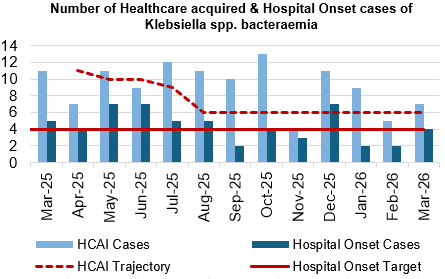 Number of Healthcare acquired & Hospital Onset cases of
Klebsiella spp. bacteraemia
14
12
10
8
6
4
2
0
Mar-25
Apr-25
May-25
Jun-25
Jul-25
Aug-25
Sep-25
Oct-25
Nov-25
Dec-25
Jan-26
Feb-26
Mar-26
HCAI Cases
Hospital Onset Cases
HCAI Trajectory
Hospital Onset Target